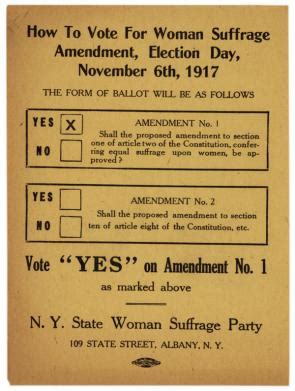 How To Vote For Woman Suffrage
Amendment, Election Day,
November 6th, 1917
THE FORM OF BALLOT WILL BE AS FOLLOWS
YES X AMENDMENT No. 1
Shall the proposed amendment to section
NO one of article two of the Constitution, confer-
ring equal suffrage upon women, be ap-
proved?
YES AMENDMENT No. 2
Shall the proposed amendment to section
NO ten of article eight of the Constitution, etc.
Vote "YES" on Amendment No. 1
as marked above
N. Y. State Woman Suffrage Party
109 STATE STREET, ALBANY, N. Y.